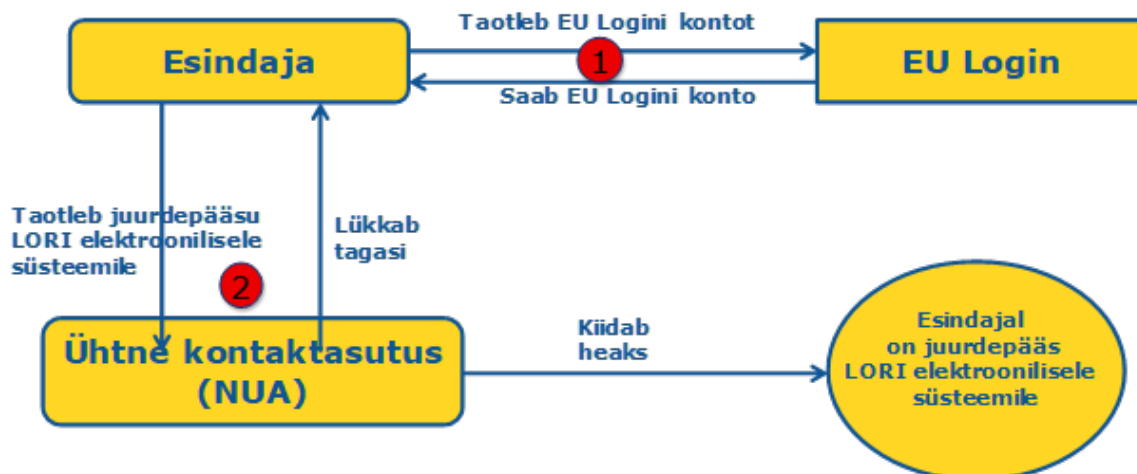 Taotleb EU Logini kontot
Esindaja
1
EU Login
Saab EU Logini konto
Taotleb juurdepääsu
LORI elektroonilisele
süsteemile
Lükkab
tagasi
2
Ühtne kontaktasutus
(NUA)
Kiidab
heaks
Esindajal
on juurdepääs
LORI elektroonilisele
süsteemile